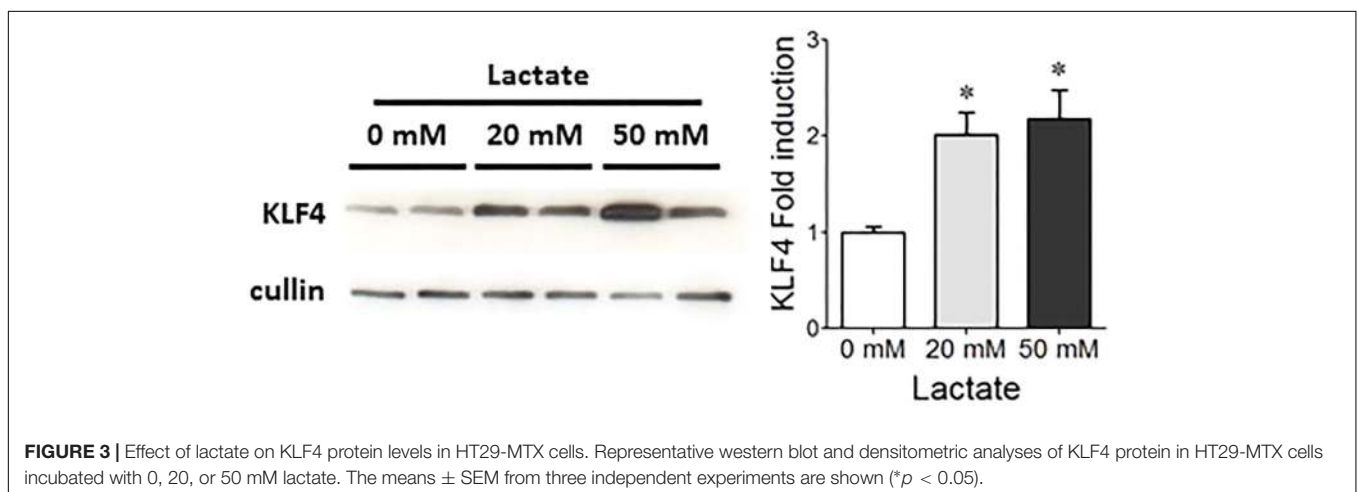 Lactate
0 mM 20 mM 50 mM
KLF4
cullin
KLF4 Fold induction
3
2
1
0
* *
0 mM 20 mM 50 mM
Lactate
FIGURE 3 | Effect of lactate on KLF4 protein levels in HT29-MTX cells. Representative western blot and densitometric analyses of KLF4 protein in HT29-MTX cells
incubated with 0, 20, or 50 mM lactate. The means ± SEM from three independent experiments are shown (*p < 0.05).